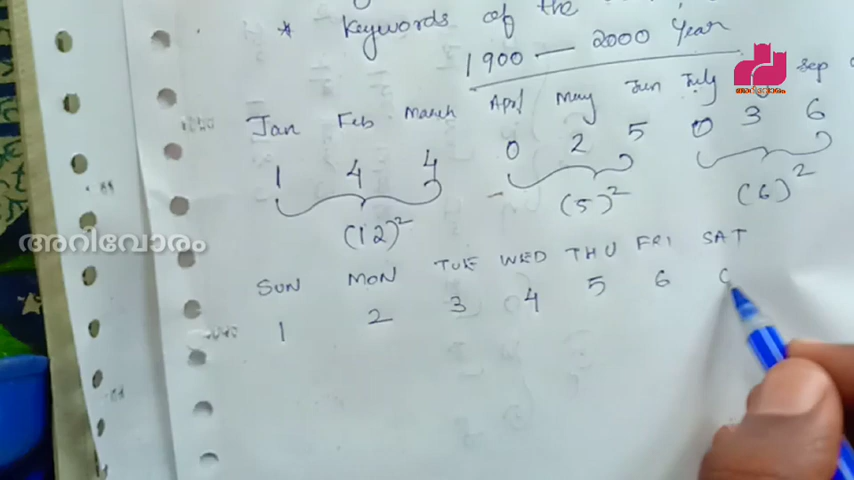 * Keywords of the
1900 — 2000 Year
Jan Feb March April May Jun July Sep
1 4 4 0 2 5 0 3 6
(12)² (5)² (6)²
SUN MON TUE WED THU FRI SAT
1 2 3 4 5 6
അറിവോരം
അറിവോരം